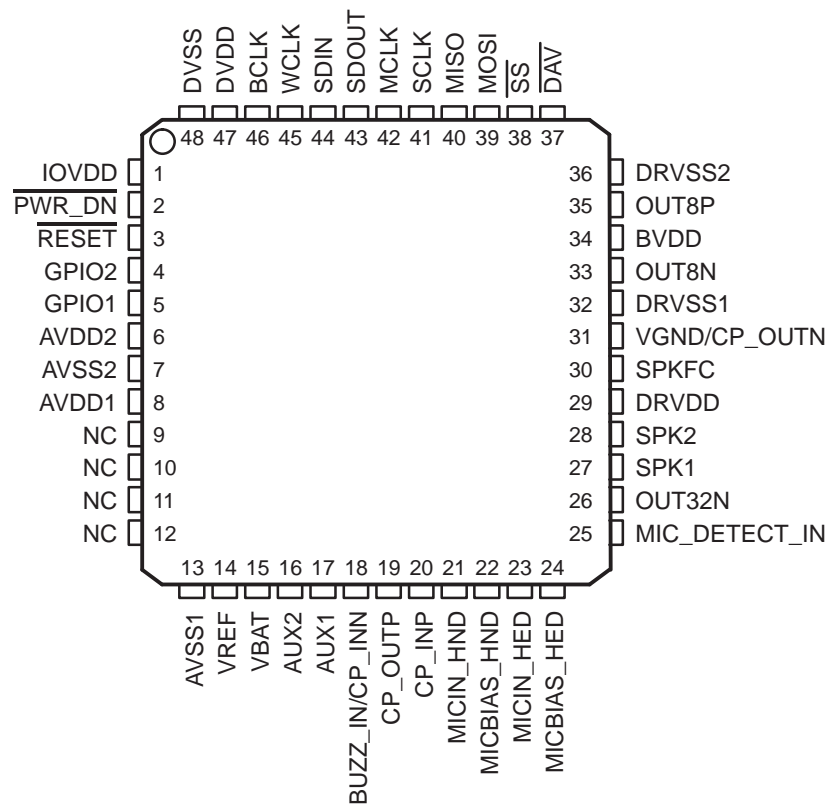 DVSS
DVDD
BCLK
WCLK
SDIN
SDOUT
MCLK
SCLK
MISO
MOSI
SS
DAV
48 47 46 45 44 43 42 41 40 39 38 37
IOVDD 1
PWR_DN 2
RESET 3
GPIO2 4
GPIO1 5
AVDD2 6
AVSS2 7
AVDD1 8
NC 9
NC 10
NC 11
NC 12
36 DRVSS2
35 OUT8P
34 BVDD
33 OUT8N
32 DRVSS1
31 VGND/CP_OUTN
30 SPKFC
29 DRVDD
28 SPK2
27 SPK1
26 OUT32N
25 MIC_DETECT_IN
13 14 15 16 17 18 19 20 21 22 23 24
AVSS1
VREF
VBAT
AUX2
AUX1
BUZZ_IN/CP_INN
CP_OUTP
CP_INP
MICIN_HND
MICBIAS_HND
MICIN_HED
MICBIAS_HED